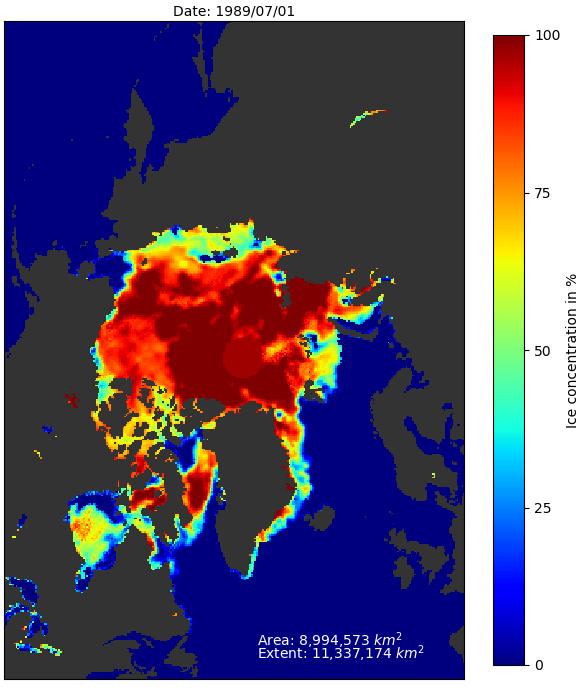 Date: 1989/07/01
100
75
50
25
0
Ice concentration in %
Area: 8,994,573 km²
Extent: 11,337,174 km²